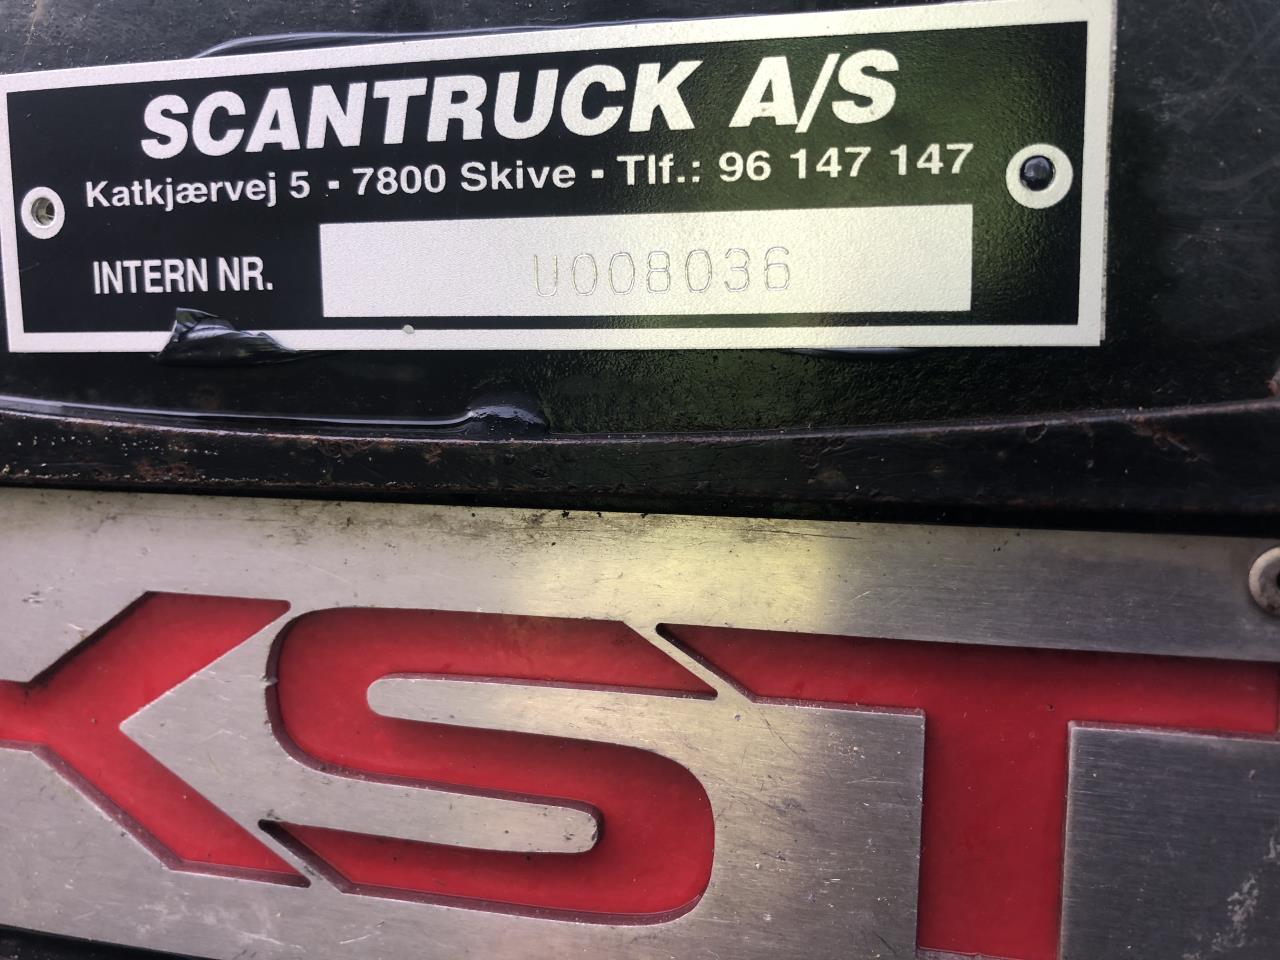 SCANTRUCK A/S
Katkjærvej 5 - 7800 Skive - Tlf.: 96 147 147
INTERN NR. U008036
KST